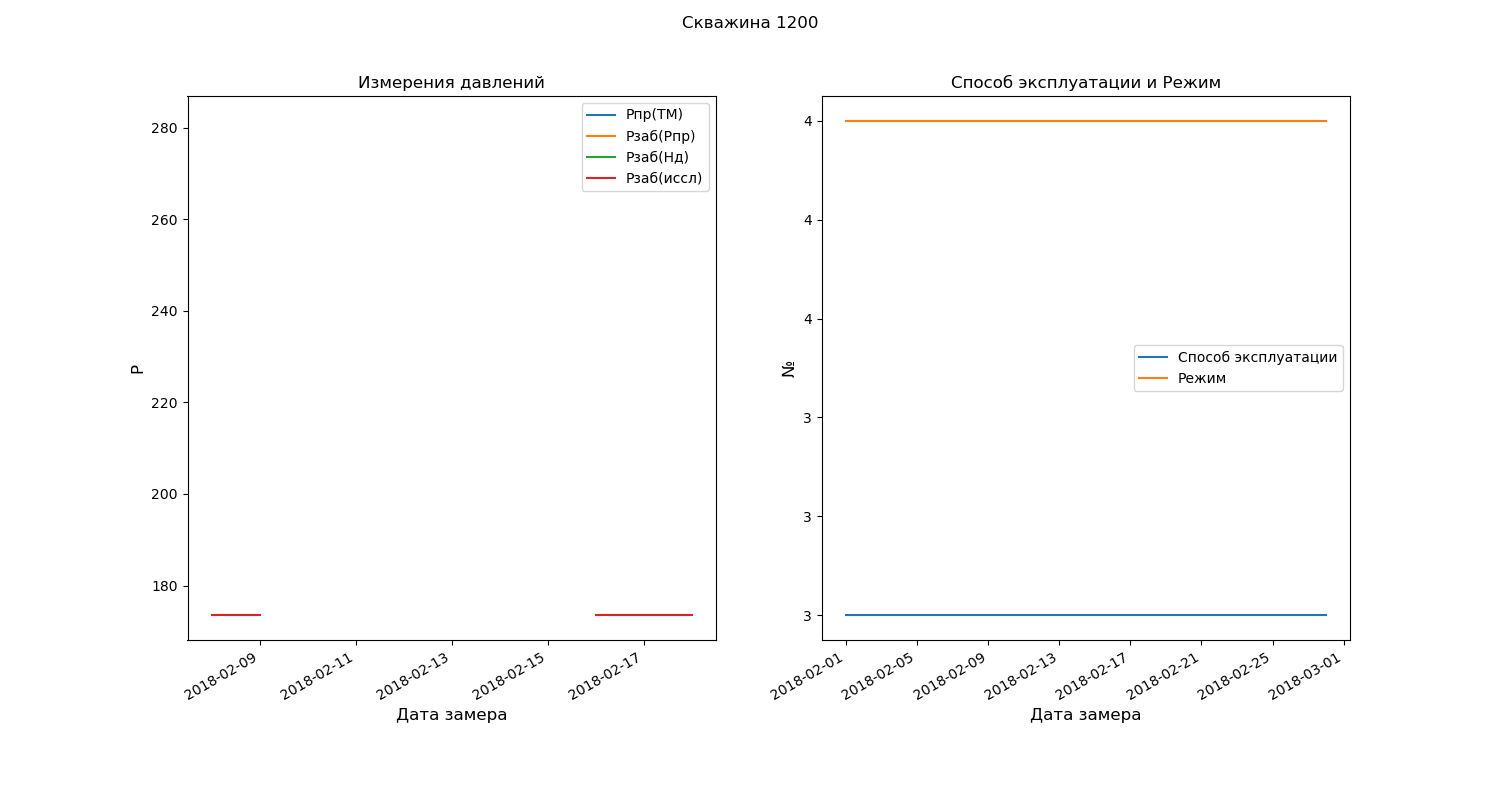 Скважина 1200
Измерения давлений
280
260
240
220
200
180
P
Рпр(ТМ)
Рзаб(Рпр)
Рзаб(Нд)
Рзаб(иссл)
2018-02-09
2018-02-11
2018-02-13
2018-02-15
2018-02-17
Дата замера
Способ эксплуатации и Режим
4
4
4
3
3
3
№
Способ эксплуатации
Режим
2018-02-01
2018-02-05
2018-02-09
2018-02-13
2018-02-17
2018-02-21
2018-02-25
2018-03-01
Дата замера